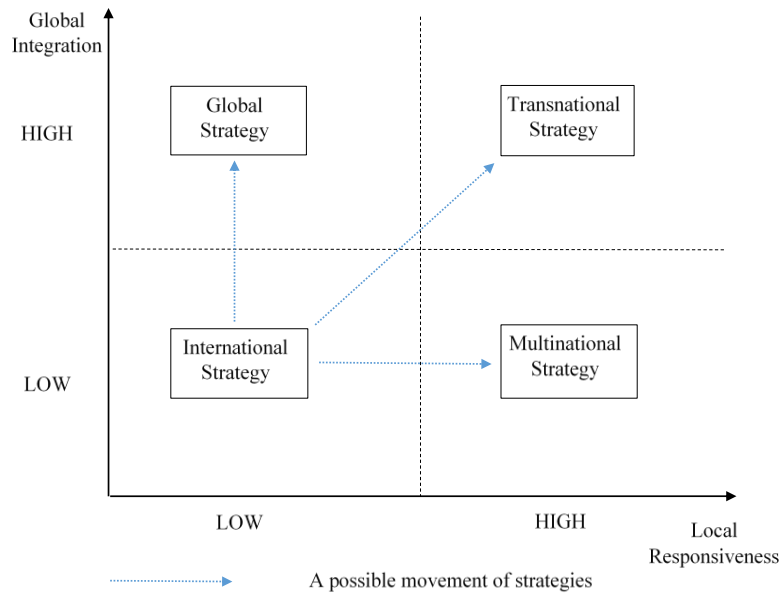 Global
Integration
HIGH
Global
Strategy
Transnational
Strategy
International
Strategy
Multinational
Strategy
LOW
LOW
HIGH
Local
Responsiveness
A possible movement of strategies